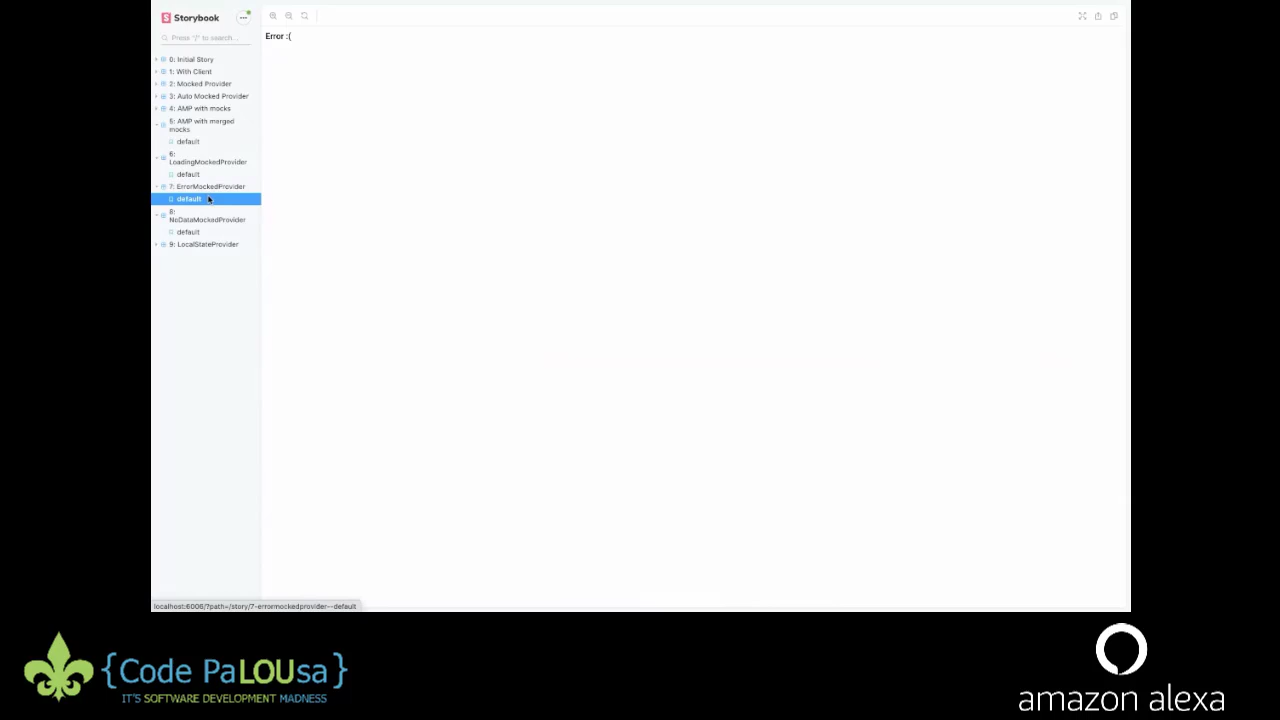 Storybook
Press "/" to search...
0: Initial Story
1: With Client
2: Mocked Provider
3: Auto Mocked Provider
4: AMP with mocks
5: AMP with merged
mocks
default
6:
LoadingMockedProvider
default
7: ErrorMockedProvider
default
8:
NoDataMockedProvider
default
9: LocalStateProvider
Error :(
localhost:6006/?path=/story/7-errormockedprovider--default
{Code PaLOUsa}
IT'S SOFTWARE DEVELOPMENT MADNESS
amazon alexa